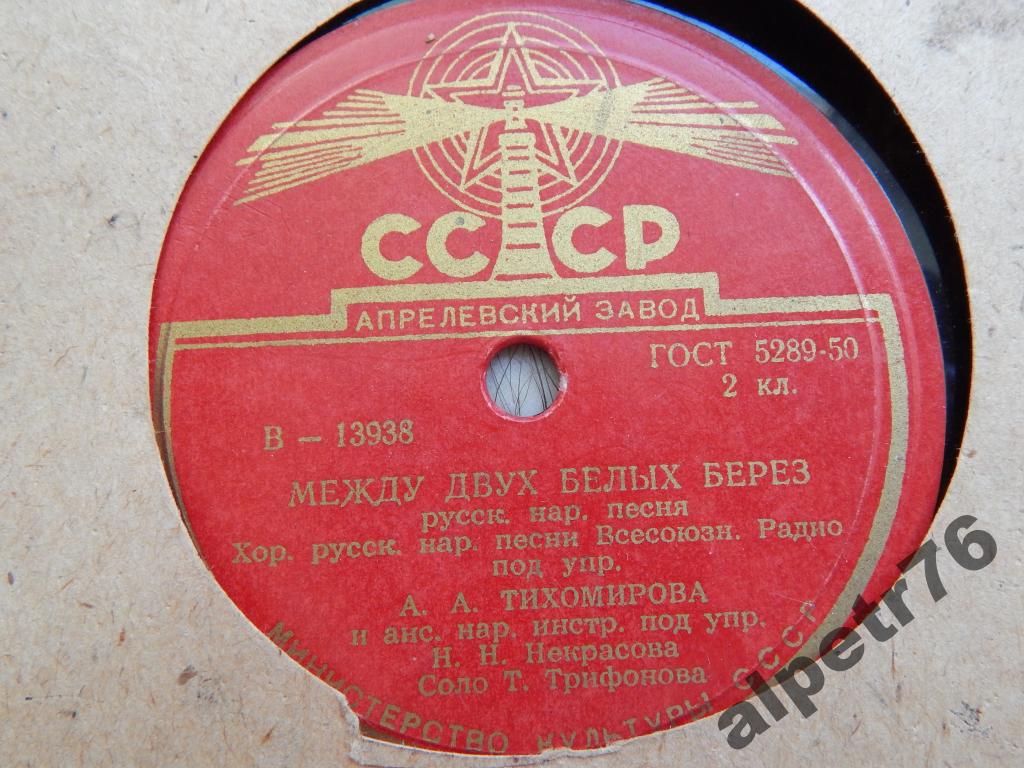 СССР
АПРЕЛЕВСКИЙ ЗАВОД
ГОСТ 5289-50
2 кл.
В – 13938
МЕЖДУ ДВУХ БЕЛЫХ БЕРЕЗ
русск. нар. песня
Хор. русск. нар. песни Всесоюзн. Радио
под упр.
А. А. ТИХОМИРОВА
и анс. нар. инстр. под упр.
Н. Н. Некрасова
Соло Т. Трифонова
МИНИСТЕРСТВО КУЛЬТУРЫ СССР
alpetr76